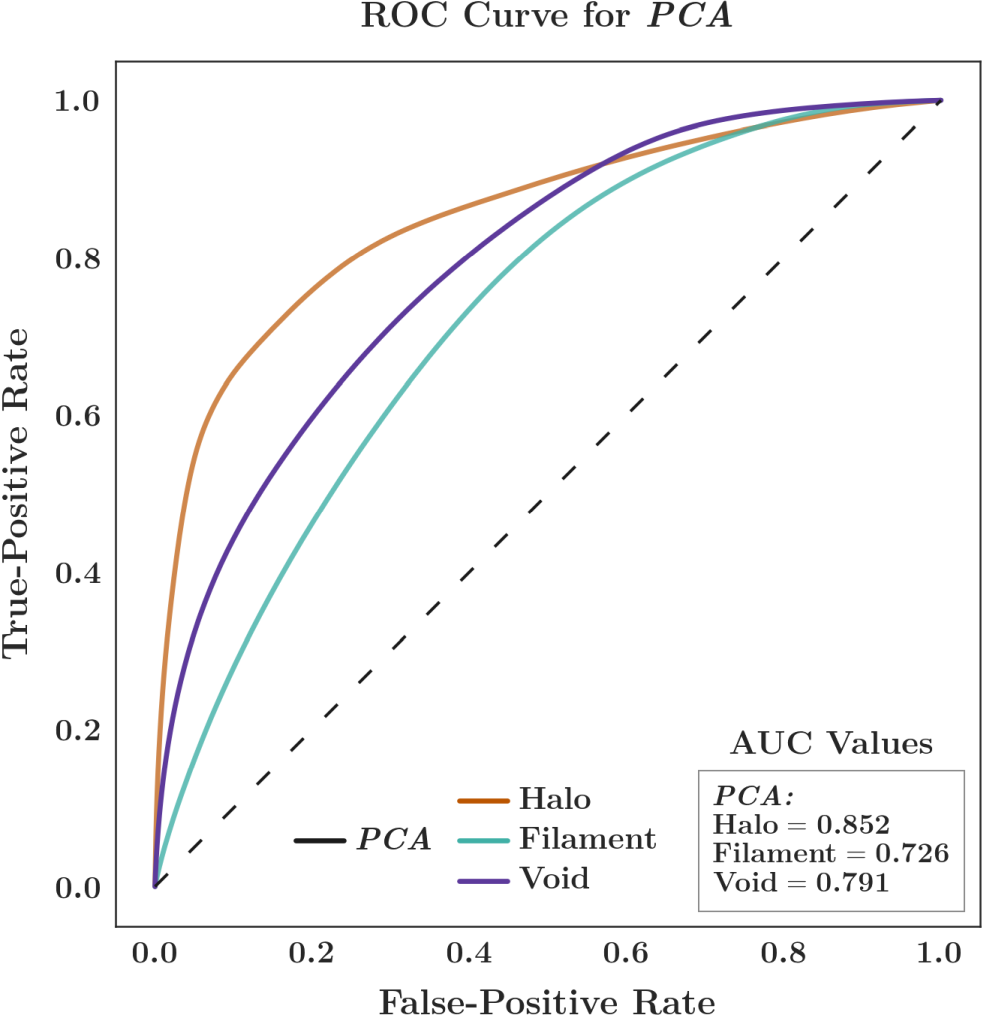 ROC Curve for PCA
True-Positive Rate
1.0
0.8
0.6
0.4
0.2
0.0
0.0 0.2 0.4 0.6 0.8 1.0
False-Positive Rate
PCA
Halo
Filament
Void
AUC Values
PCA:
Halo = 0.852
Filament = 0.726
Void = 0.791